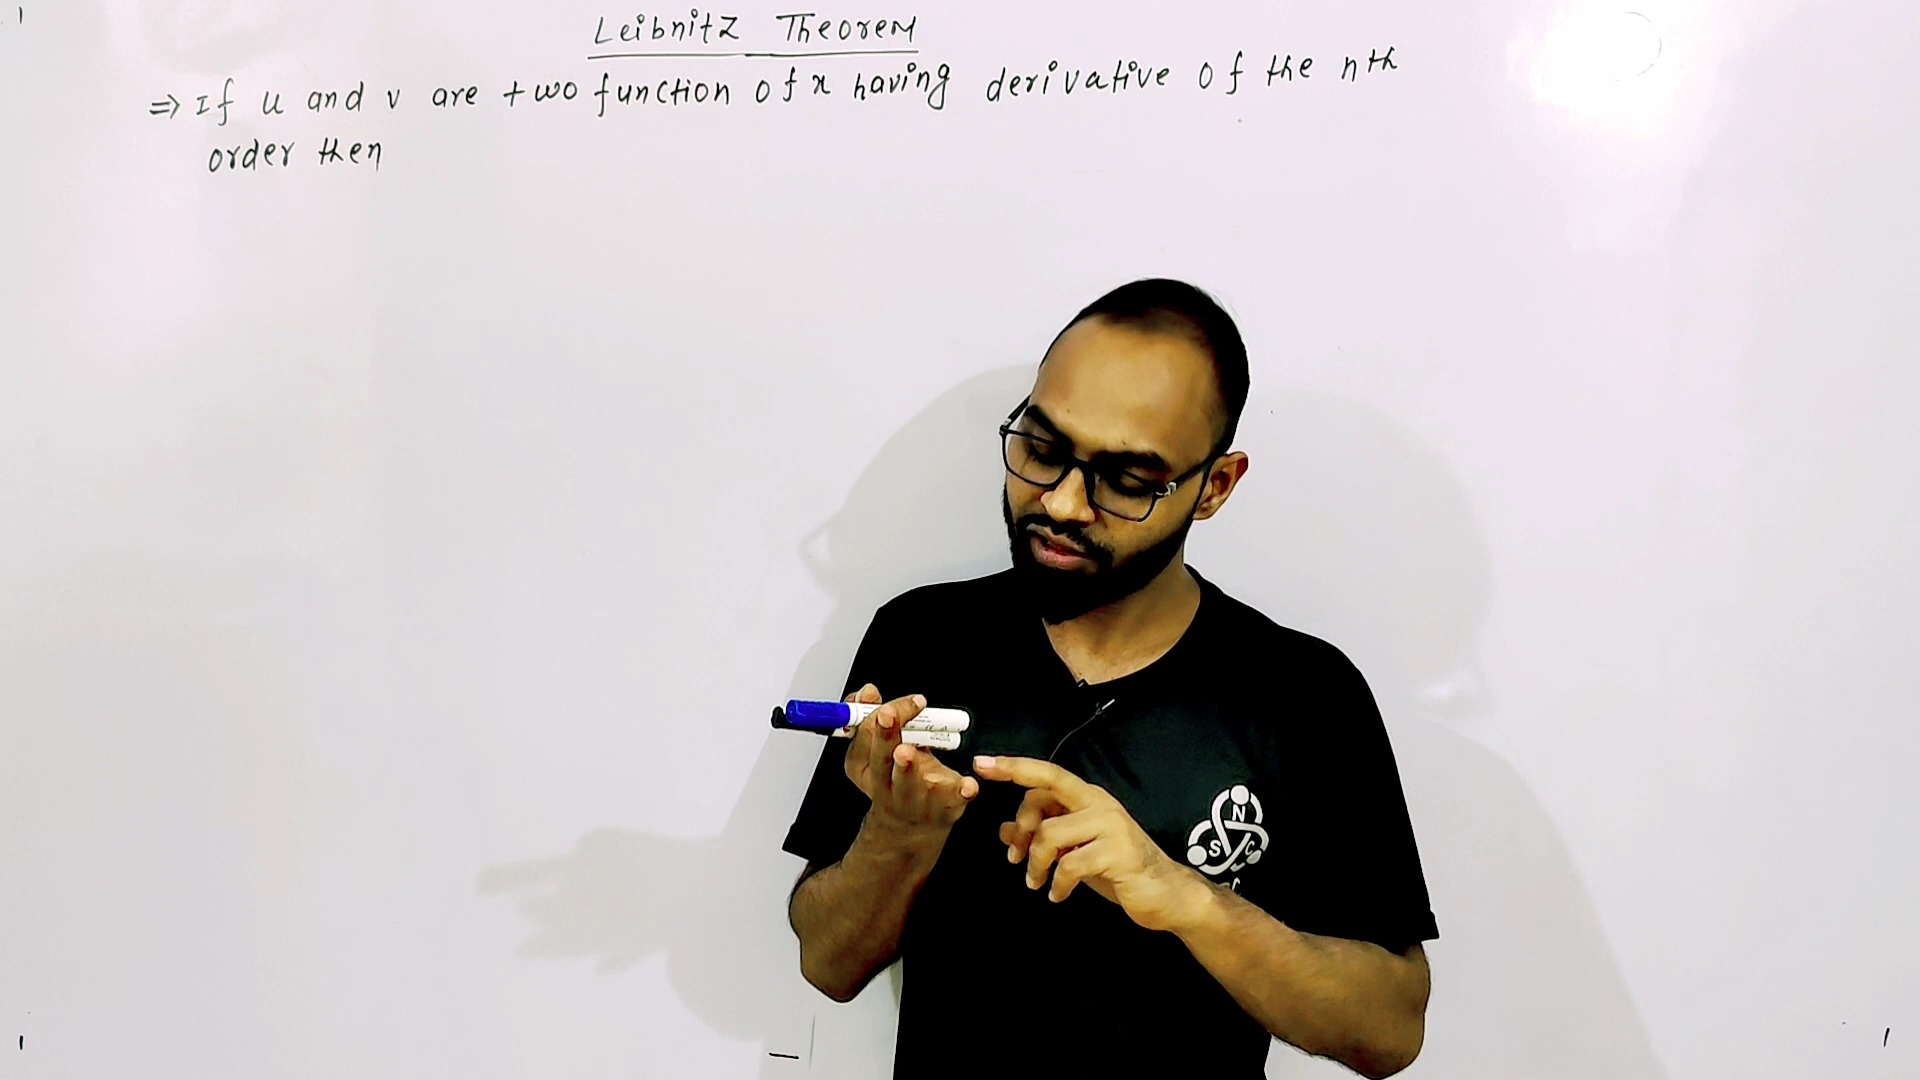 Leibnitz Theorem
⇒ If u and v are two function of x having derivative of the nth
order then
N
S C